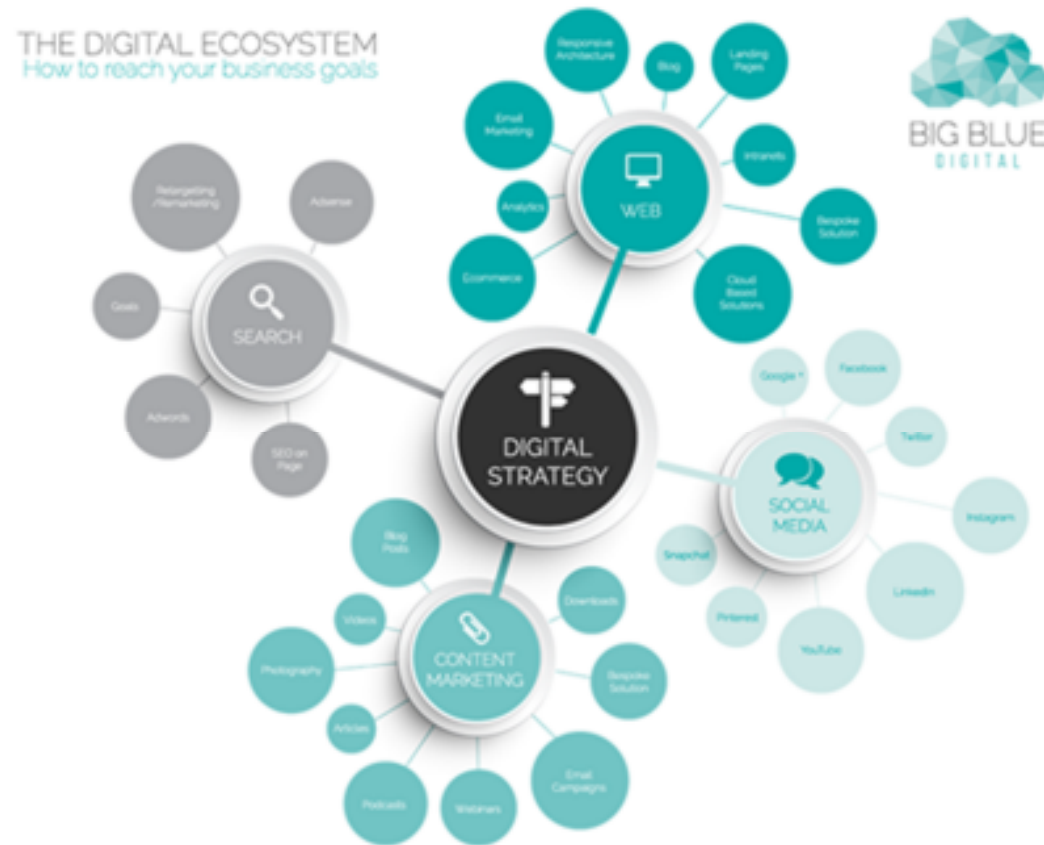 THE DIGITAL ECOSYSTEM
How to reach your business goals
BIG BLUE
DIGITAL
Responsive
Architecture
Blog
Landing
Pages
Email
Marketing
Intranets
Analytics
WEB
Bespoke
Solution
Ecommerce
Cloud
Based
Solutions
Retargetting
/Remarketing
Adsense
Goals
SEARCH
Adwords
SEO on
Page
DIGITAL
STRATEGY
Google +
Facebook
Twitter
SOCIAL
MEDIA
Instagram
Snapchat
LinkedIn
Pinterest
YouTube
Blog
Posts
Downloads
Videos
CONTENT
MARKETING
Photography
Bespoke
Solution
Articles
Email
Campaigns
Podcasts
Webinars